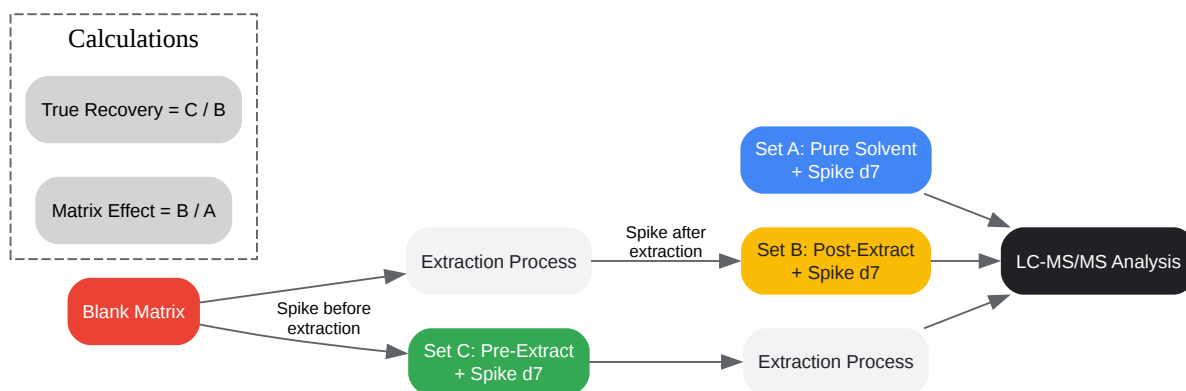 Calculations
True Recovery = C / B
Matrix Effect = B / A
Set A: Pure Solvent
+ Spike d7
Spike after
extraction
Extraction Process
Set B: Post-Extract
+ Spike d7
LC-MS/MS Analysis
Blank Matrix
Spike before
extraction
Set C: Pre-Extract
+ Spike d7
Extraction Process